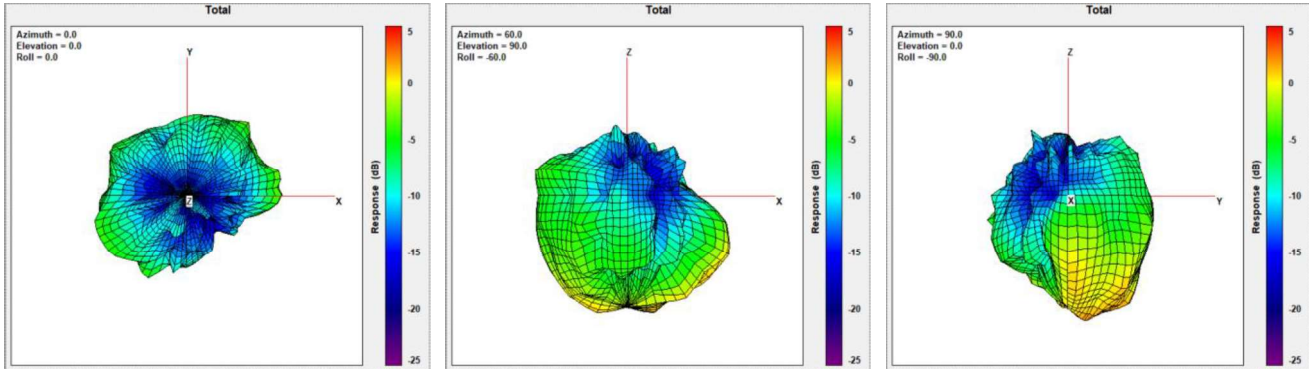 Total
Azimuth = 0.0
Elevation = 0.0
Roll = 0.0
Y
Z
X
5
0
-5
-10
-15
-20
-25
Response (dB)
Total
Azimuth = 60.0
Elevation = 90.0
Roll = -60.0
Z
X
5
0
-5
-10
-15
-20
-25
Response (dB)
Total
Azimuth = 90.0
Elevation = 0.0
Roll = -90.0
Z
X
Y
5
0
-5
-10
-15
-20
-25
Response (dB)